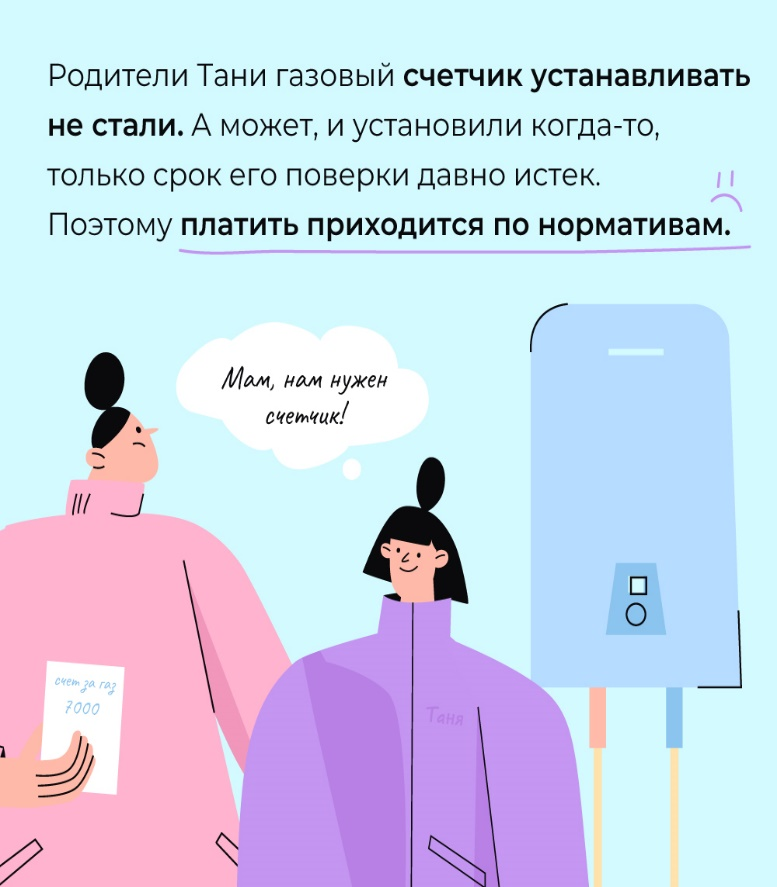 Родители Тани газовый счетчик устанавливать
не стали. А может, и установили когда-то,
только срок его поверки давно истек.
Поэтому платить приходится по нормативам.
Мам, нам нужен
счетчик!
счет за газ
7000
Таня